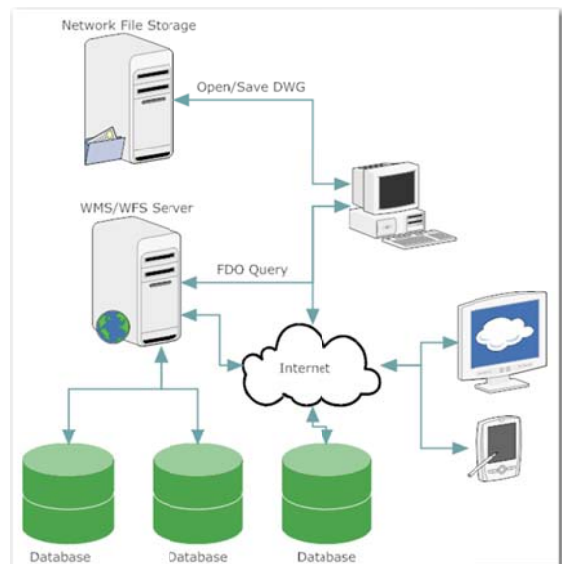 Network File Storage
Open/Save DWG
WMS/WFS Server
FDO Query
Internet
Database
Database
Database